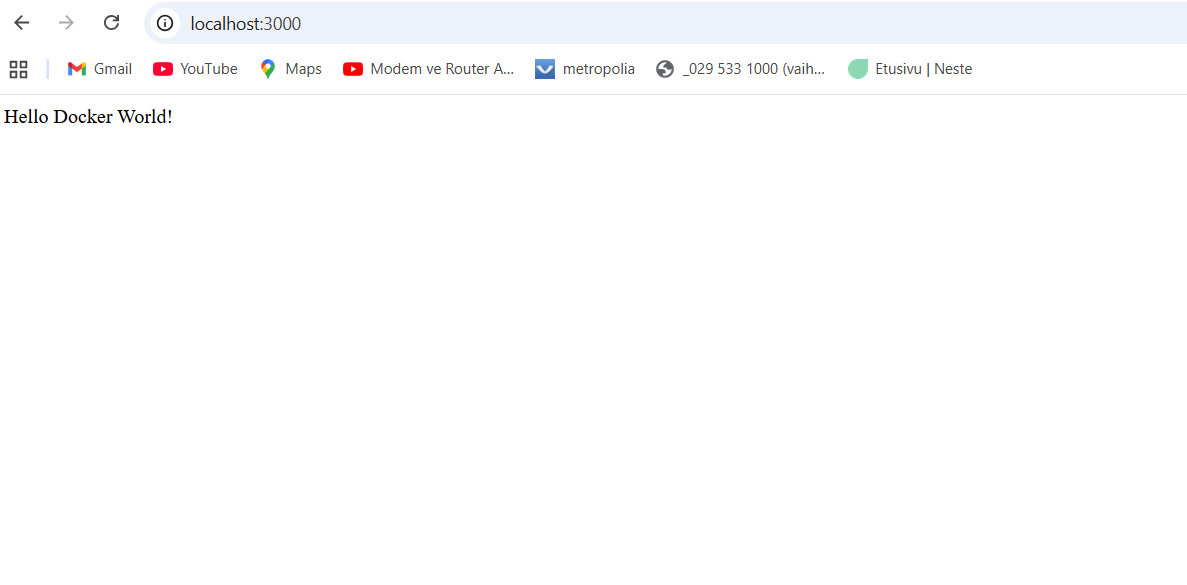 localhost:3000
Gmail YouTube Maps Modem ve Router A... metropolia _029 533 1000 (vaih... Etusivu | Neste
Hello Docker World!